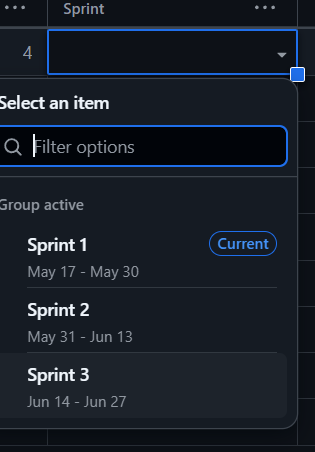 Sprint
4
Select an item
Filter options
Group active
Sprint 1
Current
May 17 - May 30
Sprint 2
May 31 - Jun 13
Sprint 3
Jun 14 - Jun 27